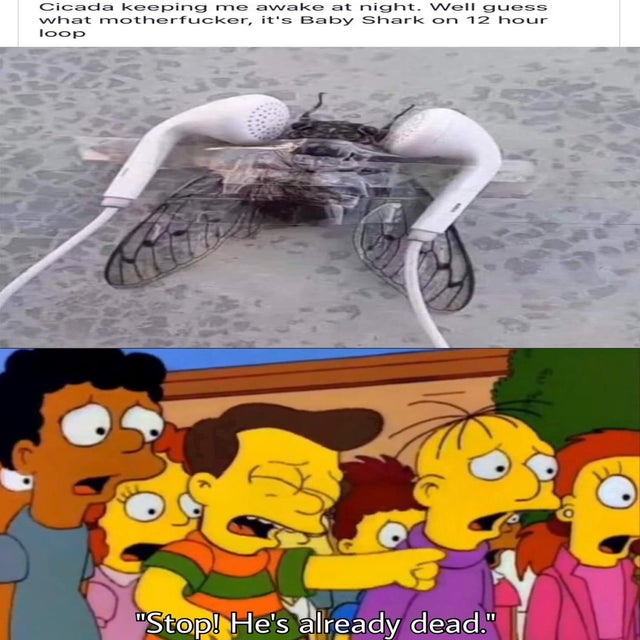 Cicada keeping me awake at night. Well guess
what motherfucker, it's Baby Shark on 12 hour
loop
"Stop! He's already dead."